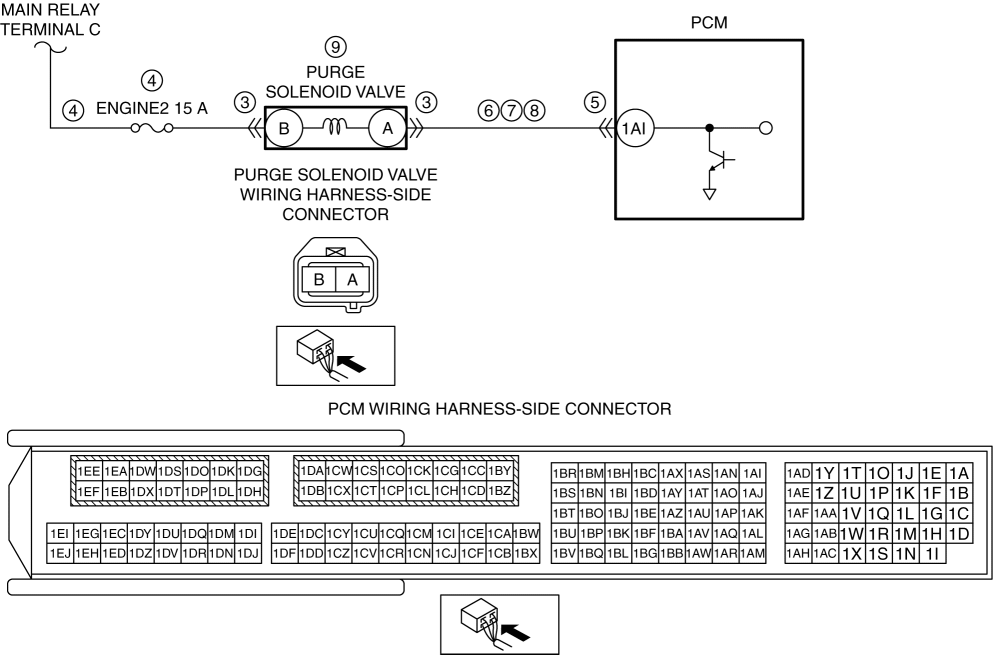 MAIN RELAY
TERMINAL C
PCM
9
PURGE
SOLENOID VALVE
4
4
ENGINE2 15 A
3
B
A
3
6 7 8
5
1AI
PURGE SOLENOID VALVE
WIRING HARNESS-SIDE
CONNECTOR
B A
PCM WIRING HARNESS-SIDE CONNECTOR
1EE 1EA 1DW 1DS 1DO 1DK 1DG
1EF 1EB 1DX 1DT 1DP 1DL 1DH
1EI 1EG 1EC 1DY 1DU 1DQ 1DM 1DI
1EJ 1EH 1ED 1DZ 1DV 1DR 1DN 1DJ
1DA 1CW 1CS 1CO 1CK 1CG 1CC 1BY
1DB 1CX 1CT 1CP 1CL 1CH 1CD 1BZ
1DE 1DC 1CY 1CU 1CQ 1CM 1CI 1CE 1CA 1BW
1DF 1DD 1CZ 1CV 1CR 1CN 1CJ 1CF 1CB 1BX
1BR 1BM 1BH 1BC 1AX 1AS 1AN 1AI
1BS 1BN 1BI 1BD 1AY 1AT 1AO 1AJ
1BT 1BO 1BJ 1BE 1AZ 1AU 1AP 1AK
1BU 1BP 1BK 1BF 1BA 1AV 1AQ 1AL
1BV 1BQ 1BL 1BG 1BB 1AW 1AR 1AM
1AD 1Y 1T 1O 1J 1E 1A
1AE 1Z 1U 1P 1K 1F 1B
1AF 1AA 1V 1Q 1L 1G 1C
1AG 1AB 1W 1R 1M 1H 1D
1AH 1AC 1X 1S 1N 1I